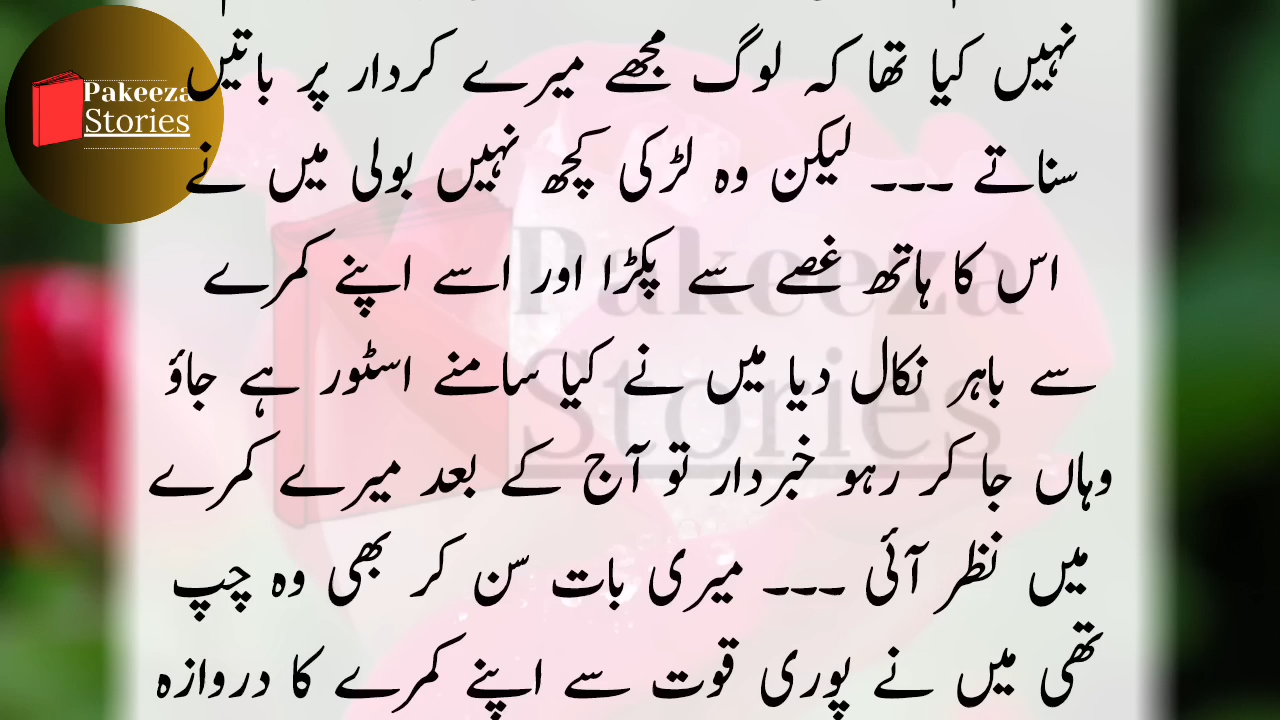 Pakeeza
Stories
نہیں کیا تھا کہ لوگ مجھے میرے کردار پر باتیں
سناتے ۔۔۔ لیکن وہ لڑکی کچھ نہیں بولی میں نے
اس کا ہاتھ غصے سے پکڑا اور اسے اپنے کمرے
سے باہر نکال دیا میں نے کیا سامنے اسٹور ہے جاؤ
وہاں جا کر رہو خبردار تو آج کے بعد میرے کمرے
میں نظر آئی ۔۔۔ میری بات سن کر بھی وہ چپ
تھی میں نے پوری قوت سے اپنے کمرے کا دروازہ
Pakeeza
Stories